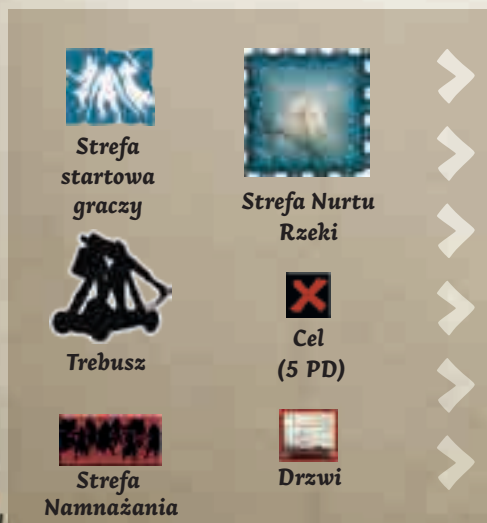 Strefa
startowa
graczy
Strefa Nurtu
Rzeki
Trebusz
Cel
(5 PD)
Strefa
Namnażania
Drzwi